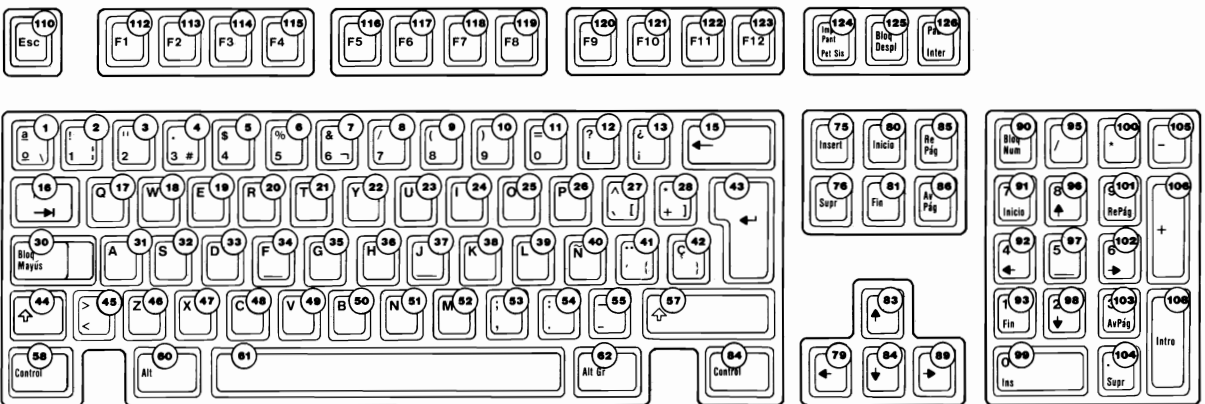 110 112 113 114 115 116 117 118 119 120 121 122 123 124 125 126
Esc F1 F2 F3 F4 F5 F6 F7 F8 F9 F10 F11 F12
Pant Bloq
Pet Sis Despl Inter
1 2 3 4 5 6 7 8 9 10 11 12 13 15 75 80 85 90 95 100 105
a ! " . $ % & / ( ) = ? ¿ ← Insert Inicio Re Pág Bloq Num / * -
o \ 1 ¦ 2 3 # 4 5 6 ¬ 7 8 9 0 ¡
16 17 18 19 20 21 22 23 24 25 26 27 28 43 76 81 86 91 96 101 106
Q W E R T Y U I O P ^ ` [ + ] Supr Fin Av Pág 7 Inicio 8 9 RePág +
30 31 32 33 34 35 36 37 38 39 40 41 42 92 97 102
Bloq Mayús A S D F G H J K L Ñ ¨ ´ Ç 4 5 6
44 45 46 47 48 49 50 51 52 53 54 55 57 83 93 98 103 108
> < Z X C V B N M ; , : . _ - 1 Fin 2 3 AvPág Intro
58 60 61 62 64 79 84 89 99 104
Control Alt Alt Gr Control 0 Ins . Supr